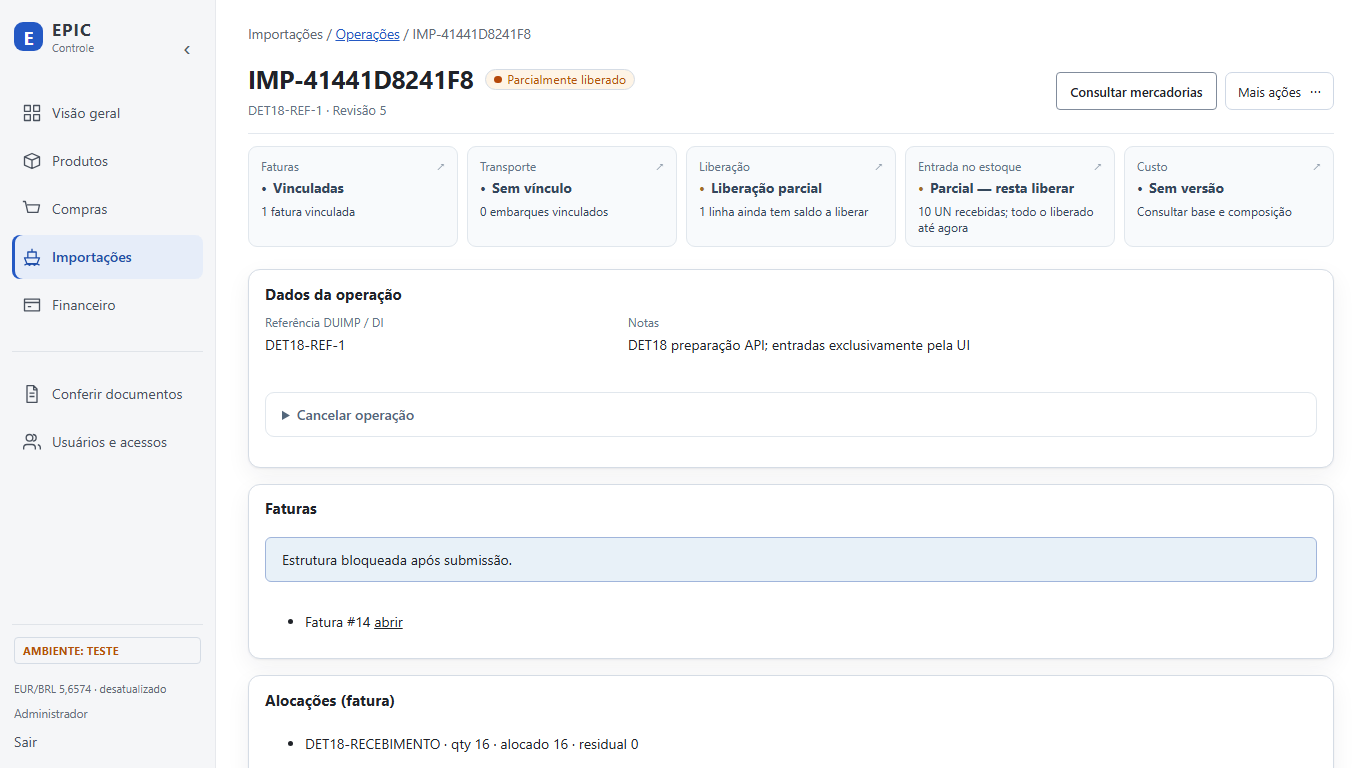 E
EPIC
Controle
Visão geral
Produtos
Compras
Importações
Financeiro
Conferir documentos
Usuários e acessos
AMBIENTE: TESTE
EUR/BRL 5,6574 · desatualizado
Administrador
Sair
Importações / Operações / IMP-41441D8241F8
IMP-41441D8241F8
Parcialmente liberado
DET18-REF-1 · Revisão 5
Consultar mercadorias
Mais ações ···
Faturas ↗
• Vinculadas
1 fatura vinculada
Transporte ↗
• Sem vínculo
0 embarques vinculados
Liberação ↗
• Liberação parcial
1 linha ainda tem saldo a liberar
Entrada no estoque ↗
• Parcial — resta liberar
10 UN recebidas; todo o liberado
até agora
Custo ↗
• Sem versão
Consultar base e composição
Dados da operação
Referência DUIMP / DI
DET18-REF-1
Notas
DET18 preparação API; entradas exclusivamente pela UI
▶ Cancelar operação
Faturas
Estrutura bloqueada após submissão.
• Fatura #14 abrir
Alocações (fatura)
• DET18-RECEBIMENTO · qty 16 · alocado 16 · residual 0